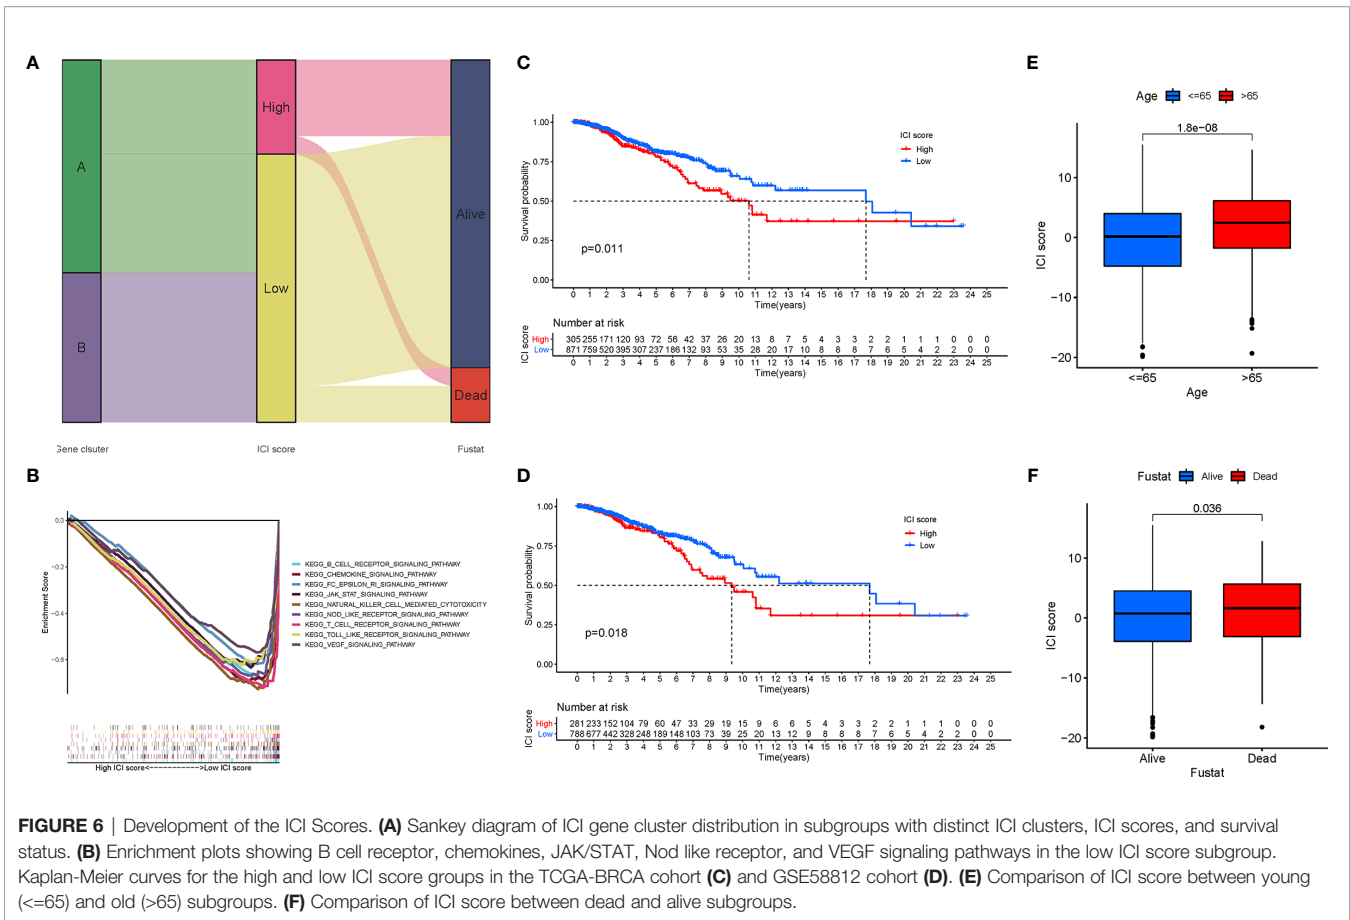 A
High
A
Alive
Low
B
Dead
Gene clsuter
ICI score
Fustat
B
0.0
−0.2
−0.4
−0.6
Enrichment Score
KEGG_B_CELL_RECEPTOR_SIGNALING_PATHWAY
KEGG_CHEMOKINE_SIGNALING_PATHWAY
KEGG_FC_EPSILON_RI_SIGNALING_PATHWAY
KEGG_JAK_STAT_SIGNALING_PATHWAY
KEGG_NATURAL_KILLER_CELL_MEDIATED_CYTOTOXICITY
KEGG_NOD_LIKE_RECEPTOR_SIGNALING_PATHWAY
KEGG_T_CELL_RECEPTOR_SIGNALING_PATHWAY
KEGG_TOLL_LIKE_RECEPTOR_SIGNALING_PATHWAY
KEGG_VEGF_SIGNALING_PATHWAY
High ICI score<------------->Low ICI score
C
ICI score
High
Low
1.00
0.75
0.50
0.25
0.00
Survival probability
p=0.011
0 1 2 3 4 5 6 7 8 9 10 11 12 13 14 15 16 17 18 19 20 21 22 23 24 25
Time(years)
Number at risk
ICI score
High 305 255 171 120 93 72 56 42 37 26 20 13 8 7 5 4 3 3 2 2 1 1 1 0 0 0
Low 871 759 520 395 307 237 186 132 93 53 35 28 20 17 10 8 8 8 8 7 6 5 4 2 2 0
0 1 2 3 4 5 6 7 8 9 10 11 12 13 14 15 16 17 18 19 20 21 22 23 24 25
Time(years)
D
ICI score
High
Low
1.00
0.75
0.50
0.25
0.00
Survival probability
p=0.018
0 1 2 3 4 5 6 7 8 9 10 11 12 13 14 15 16 17 18 19 20 21 22 23 24 25
Time(years)
Number at risk
ICI score
High 281 233 152 104 79 60 47 33 29 19 15 9 6 6 5 4 3 3 2 2 1 1 0 0 0
Low 788 677 442 328 248 189 148 103 73 39 25 20 13 12 9 8 8 8 8 7 6 5 4 2 2 0
0 1 2 3 4 5 6 7 8 9 10 11 12 13 14 15 16 17 18 19 20 21 22 23 24 25
Time(years)
E
Age <=65 >65
1.8e−08
10
0
−10
−20
ICI score
<=65 >65
Age
F
Fustat Alive Dead
0.036
10
0
−10
−20
ICI score
Alive Dead
Fustat
FIGURE 6 | Development of the ICI Scores. (A) Sankey diagram of ICI gene cluster distribution in subgroups with distinct ICI clusters, ICI scores, and survival
status. (B) Enrichment plots showing B cell receptor, chemokines, JAK/STAT, Nod like receptor, and VEGF signaling pathways in the low ICI score subgroup.
Kaplan-Meier curves for the high and low ICI score groups in the TCGA-BRCA cohort (C) and GSE58812 cohort (D). (E) Comparison of ICI score between young
(<=65) and old (>65) subgroups. (F) Comparison of ICI score between dead and alive subgroups.